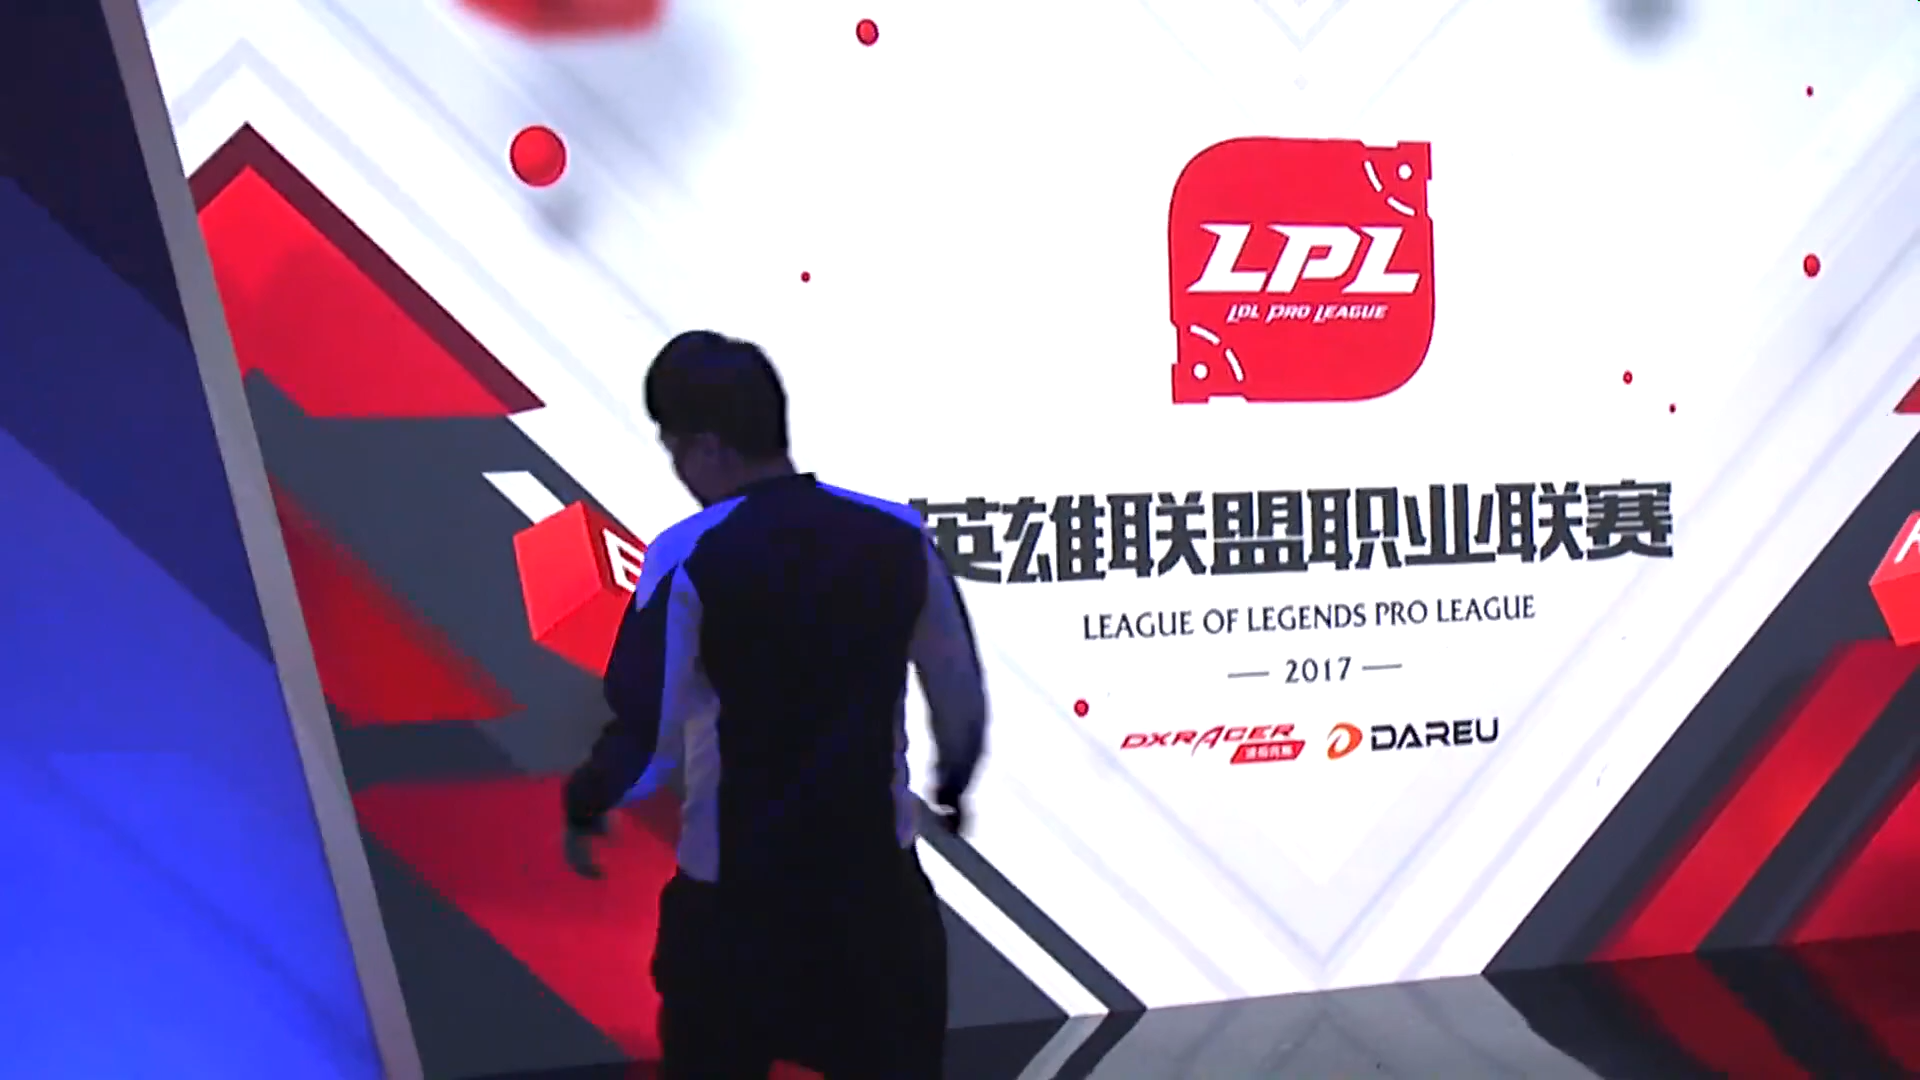 LPL
LOL PRO LEAGUE
英雄联盟职业联赛
LEAGUE OF LEGENDS PRO LEAGUE
2017
DXRACER DAREU
E